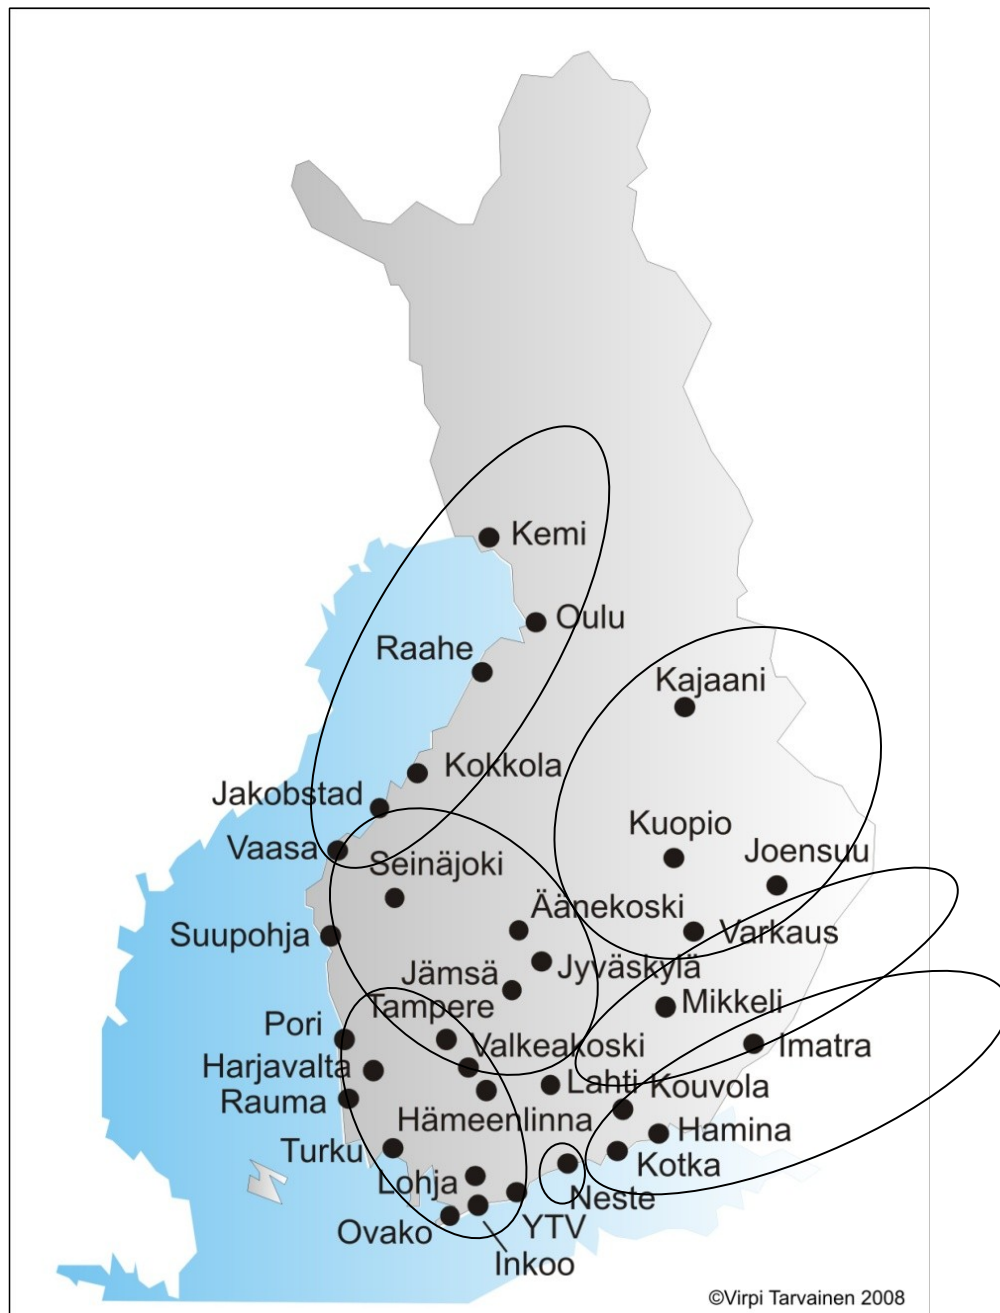 Kemi
Oulu
Raahe
Kajaani
Kokkola
Jakobstad
Kuopio
Vaasa
Joensuu
Seinäjoki
Äänekoski
Varkaus
Suupohja
Jyväskylä
Jämsä
Mikkeli
Tampere
Pori
Valkeakoski
Imatra
Harjavalta
Lahti
Kouvola
Rauma
Hämeenlinna
Hamina
Turku
Kotka
Lohja
Neste
YTV
Ovako
Inkoo
©Virpi Tarvainen 2008